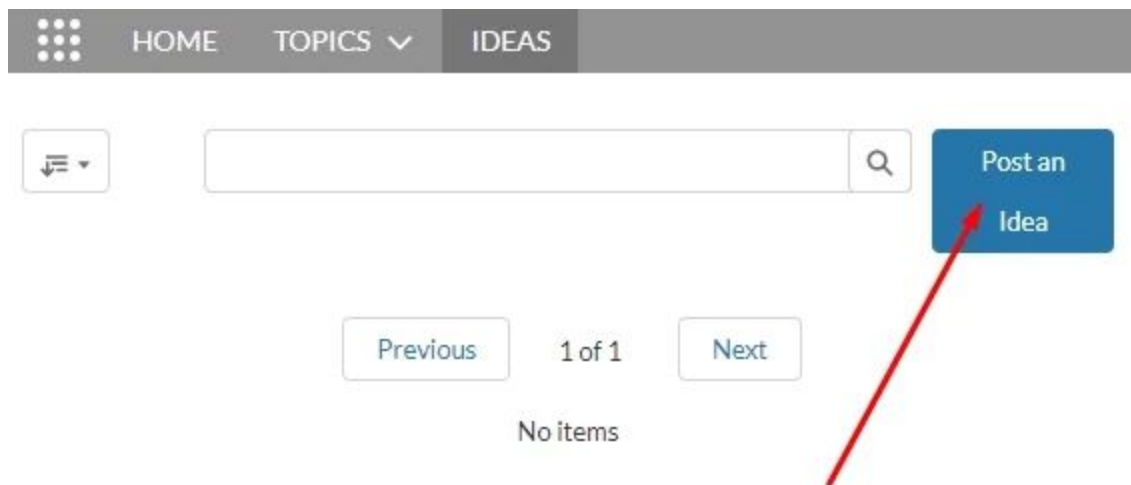 HOME TOPICS IDEAS
Post an
Idea
Previous 1 of 1 Next
No items